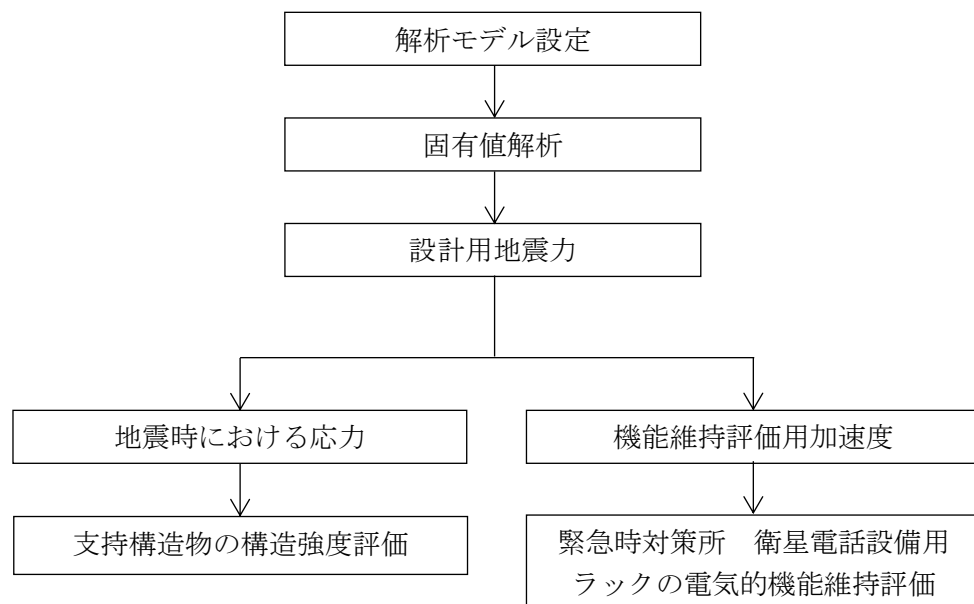 解析モデル設定
固有値解析
設計用地震力
地震時における応力
機能維持評価用加速度
支持構造物の構造強度評価
緊急時対策所　衛星電話設備用
ラックの電気的機能維持評価